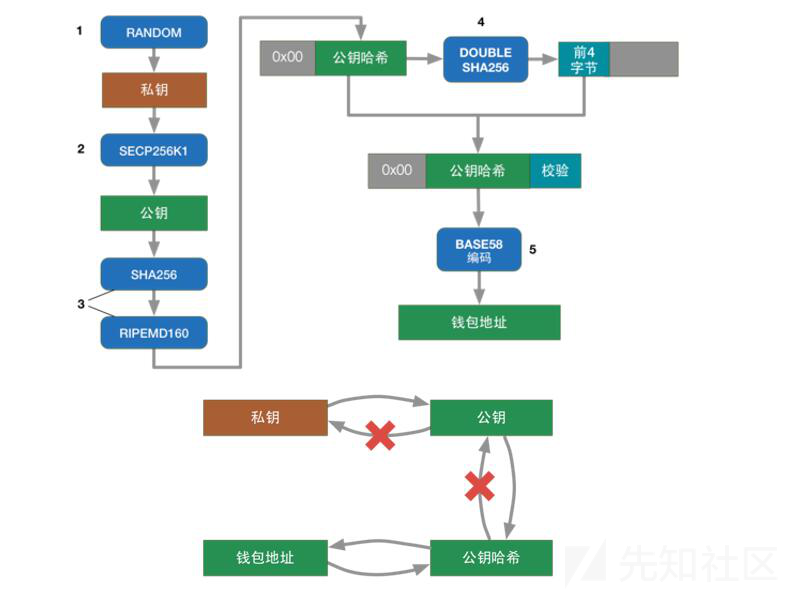 1
RANDOM
私钥
2
SECP256K1
公钥
SHA256
3
RIPEMD160
0x00
公钥哈希
4
DOUBLE
SHA256
前4
字节
0x00
公钥哈希
校验
BASE58
编码
5
钱包地址
私钥
公钥
钱包地址
公钥哈希
先知社区